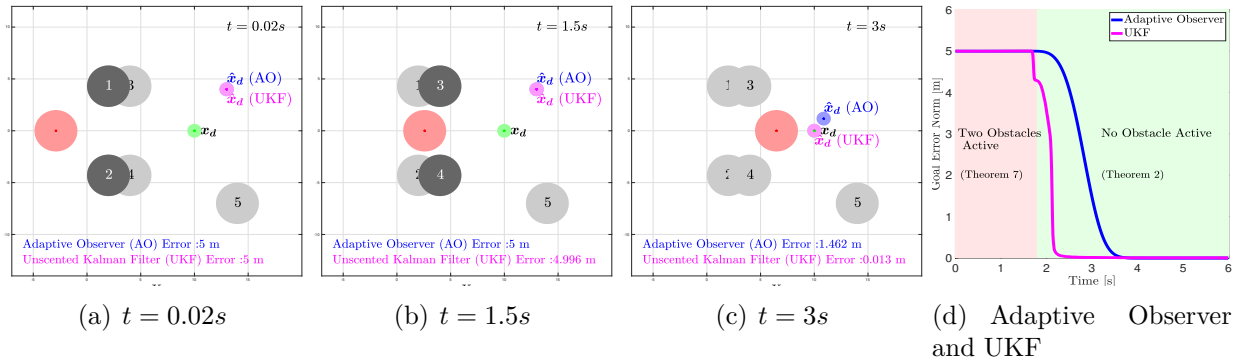 t = 0.02s
1
3
2
4
5
x̂_d (AO)
x̂_d (UKF)
x_d
Adaptive Observer (AO) Error :5 m
Unscented Kalman Filter (UKF) Error :5 m
(a) t = 0.02s
t = 1.5s
1
3
2
4
5
x̂_d (AO)
x̂_d (UKF)
x_d
Adaptive Observer (AO) Error :5 m
Unscented Kalman Filter (UKF) Error :4.996 m
(b) t = 1.5s
t = 3s
1
3
2
4
5
x̂_d (AO)
x_d
x̂_d (UKF)
Adaptive Observer (AO) Error :1.462 m
Unscented Kalman Filter (UKF) Error :0.013 m
(c) t = 3s
Adaptive Observer
UKF
Goal Error Norm [m]
6
5
4
3
2
1
0
Two Obstacles
Active
(Theorem 7)
No Obstacle Active
(Theorem 2)
0 1 2 3 4 5 6
Time [s]
(d) Adaptive Observer
and UKF